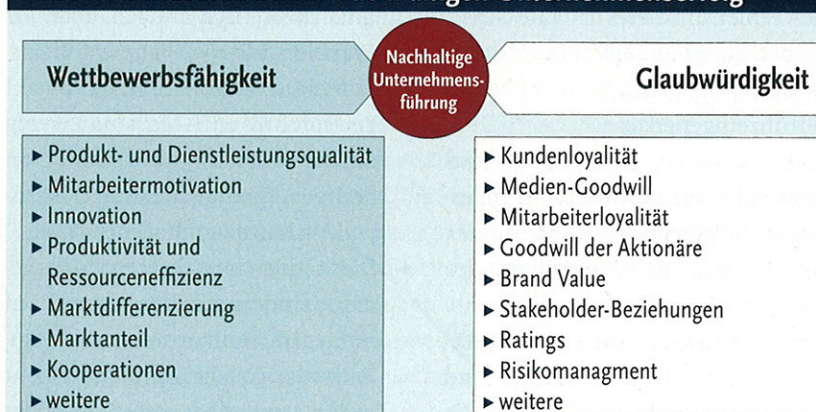 Wettbewerbsfähigkeit
Nachhaltige
Unternehmens-
führung
Glaubwürdigkeit
▸ Produkt- und Dienstleistungsqualität
▸ Mitarbeitermotivation
▸ Innovation
▸ Produktivität und
Ressourceneffizienz
▸ Marktdifferenzierung
▸ Marktanteil
▸ Kooperationen
▸ weitere
▸ Kundenloyalität
▸ Medien-Goodwill
▸ Mitarbeiterloyalität
▸ Goodwill der Aktionäre
▸ Brand Value
▸ Stakeholder-Beziehungen
▸ Ratings
▸ Risikomanagment
▸ weitere